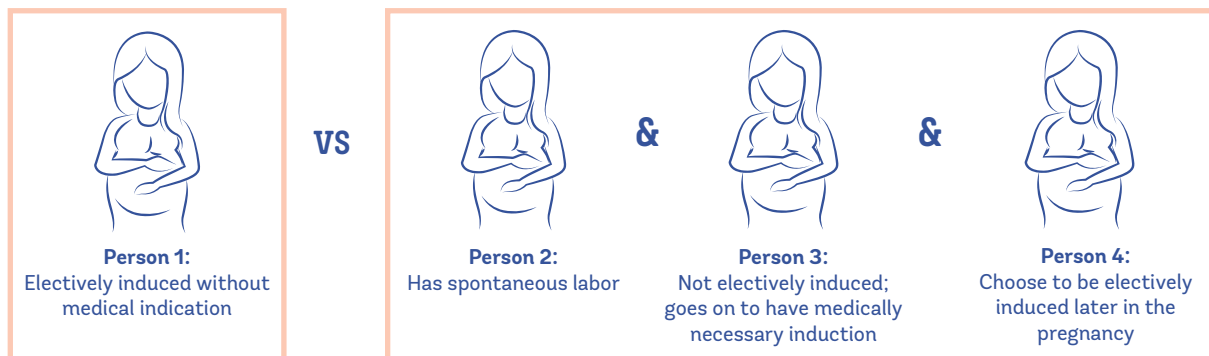 VS
&
&
Person 1:
Electively induced without
medical indication
Person 2:
Has spontaneous labor
Person 3:
Not electively induced;
goes on to have medically
necessary induction
Person 4:
Choose to be electively
induced later in the
pregnancy